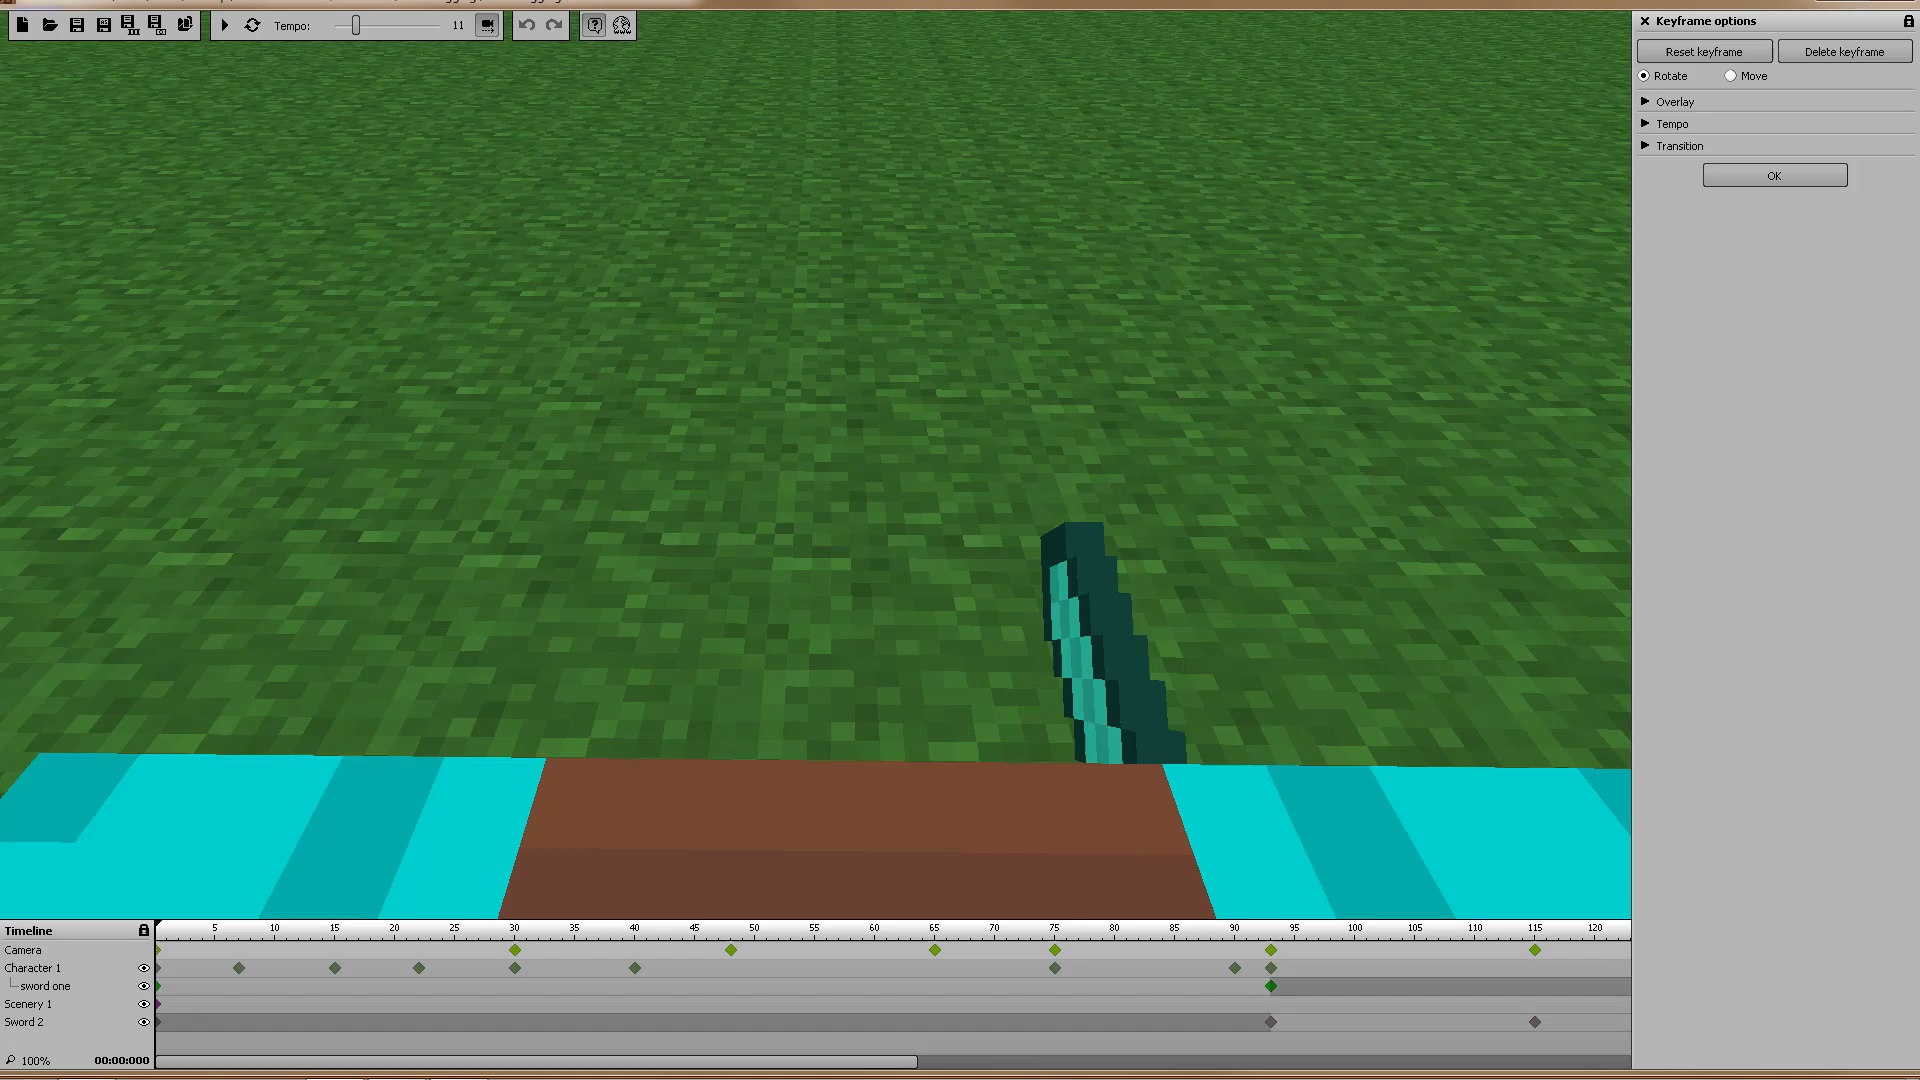 Tempo: 11
Keyframe options
Reset keyframe Delete keyframe
Rotate Move
Overlay
Tempo
Transition
OK
Timeline 5 10 15 20 25 30 35 40 45 50 55 60 65 70 75 80 85 90 95 100 105 110 115 120
Camera
Character 1
sword one
Scenery 1
Sword 2
100% 00:00:000